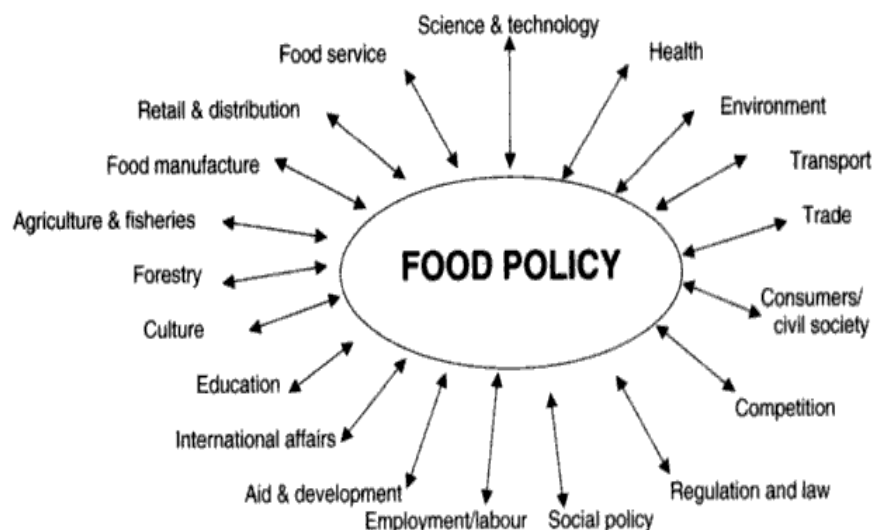 Science & technology
Food service
Health
Retail & distribution
Environment
Food manufacture
Transport
Agriculture & fisheries
Trade
FOOD POLICY
Forestry
Consumers/
civil society
Culture
Education
Competition
International affairs
Aid & development
Regulation and law
Employment/labour
Social policy